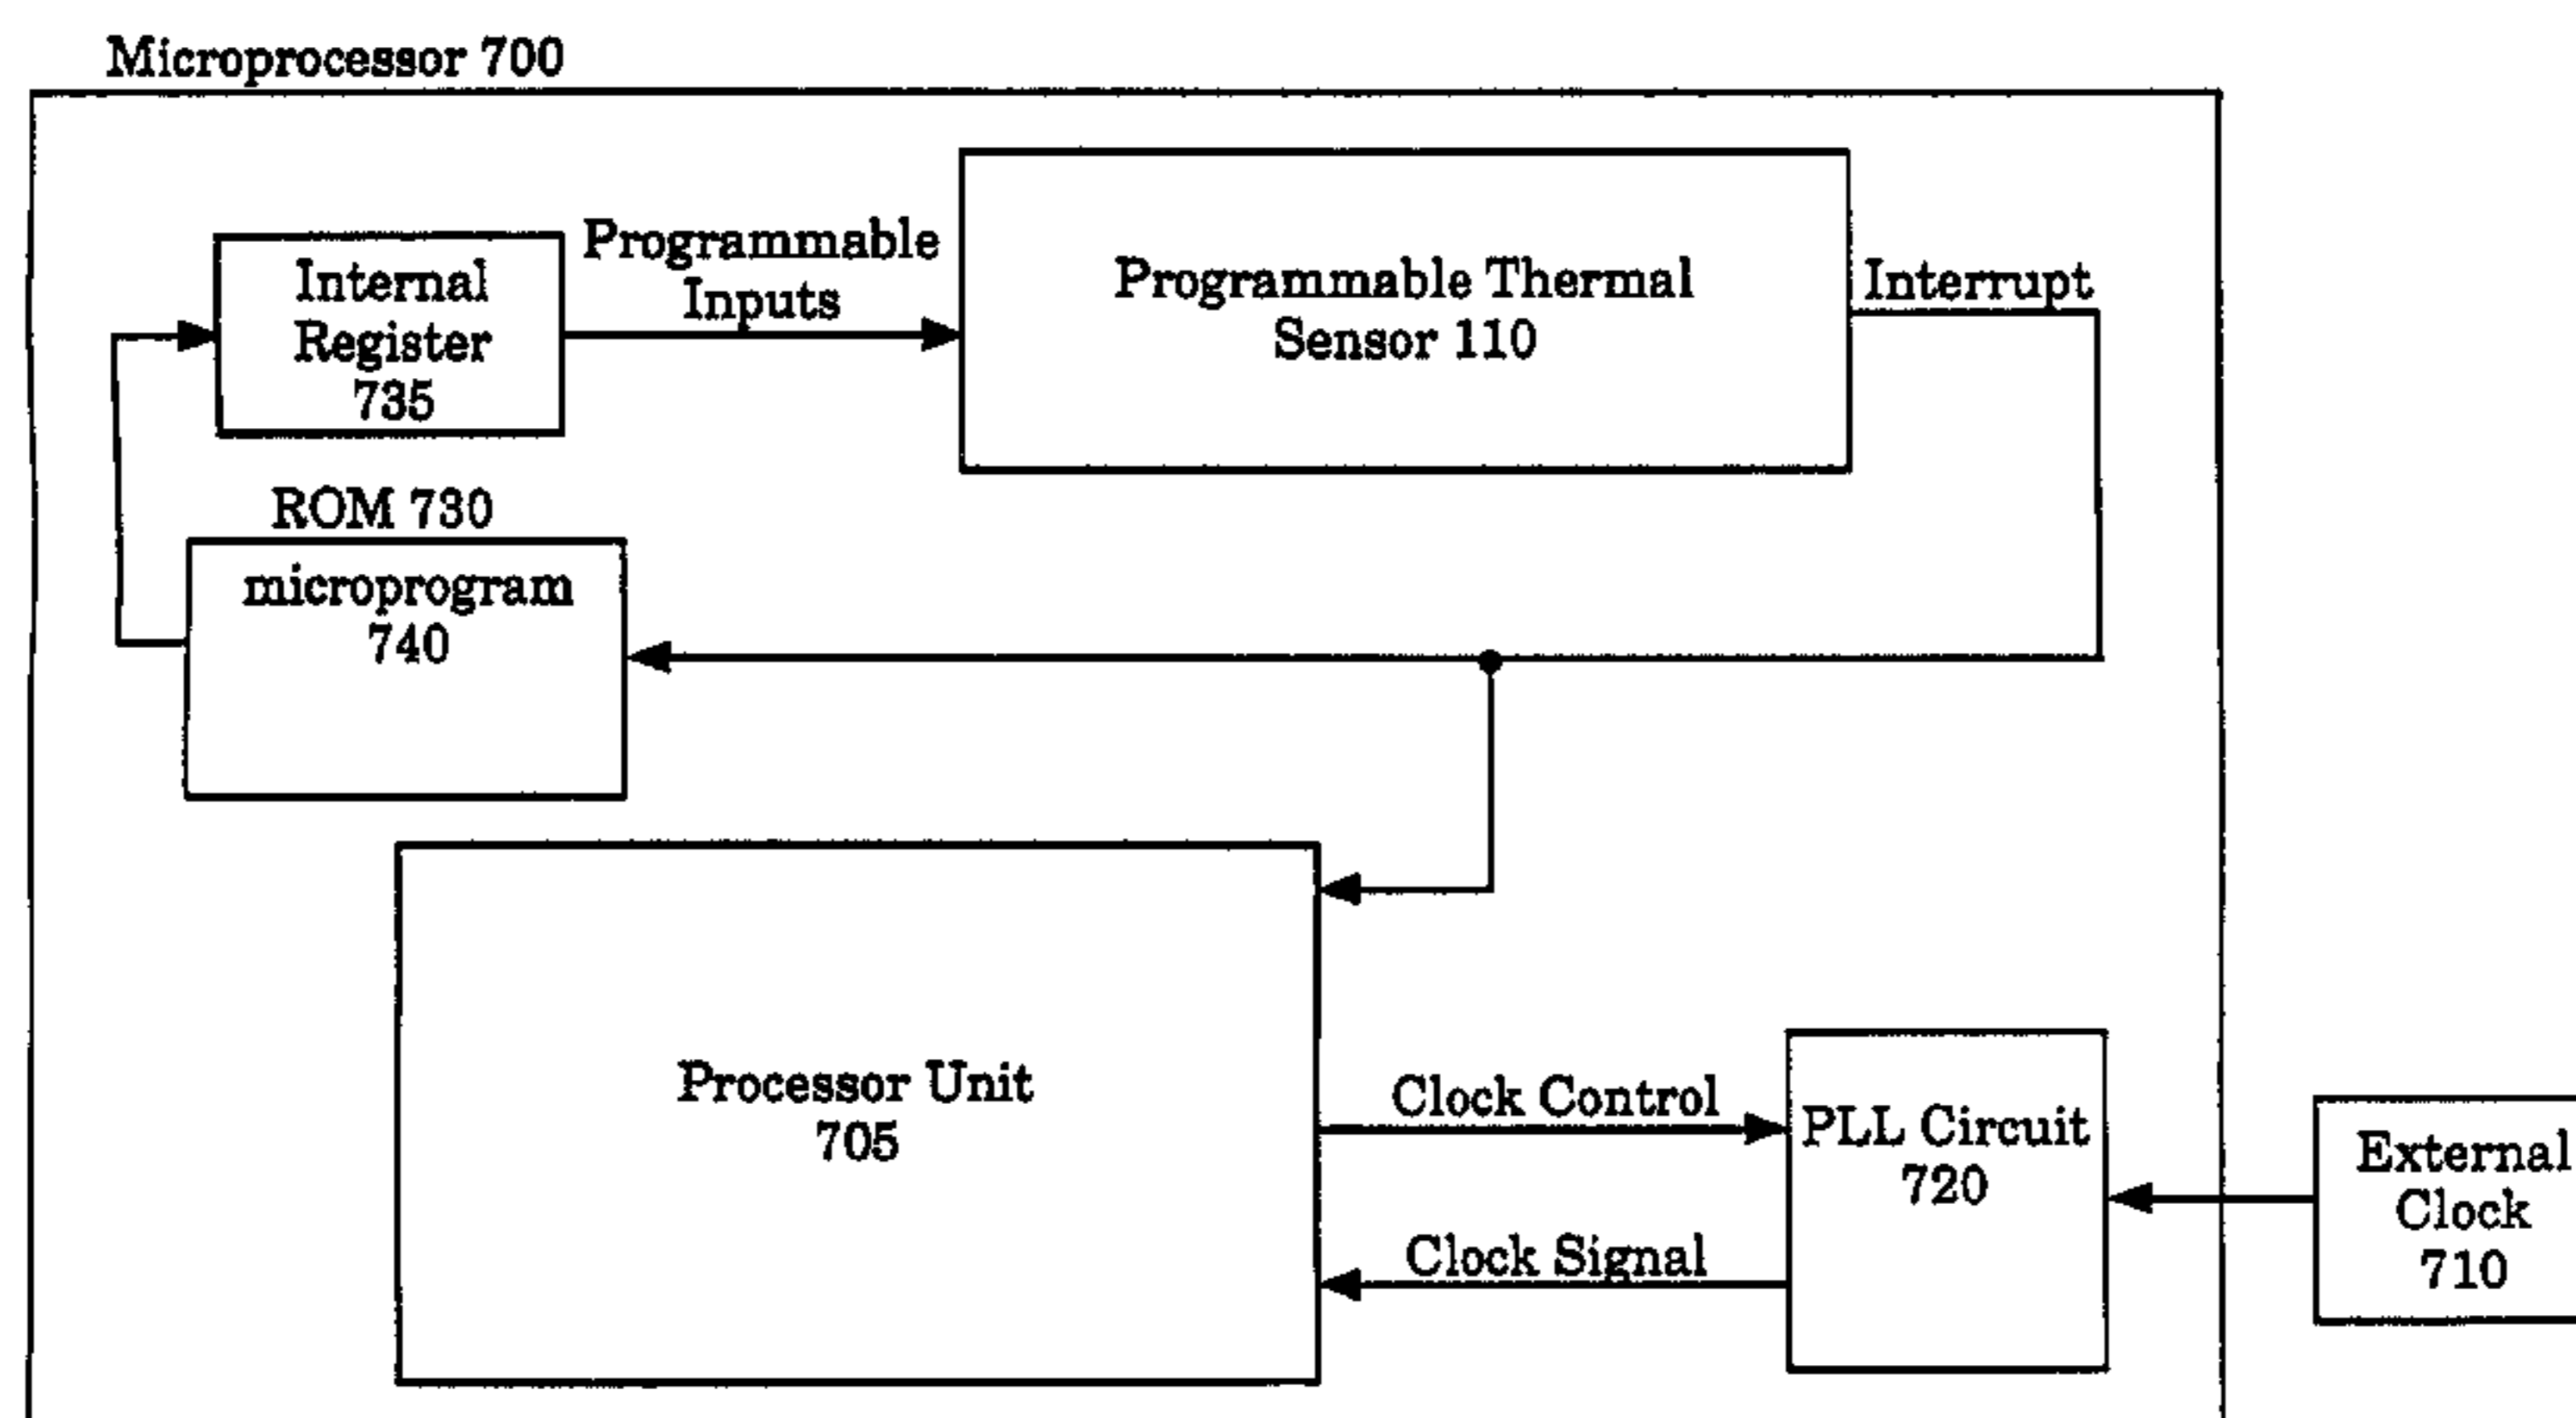 Microprocessor 700
Internal
Register
735
Programmable
Inputs
Programmable Thermal
Sensor 110
Interrupt
ROM 730
microprogram
740
Processor Unit
705
Clock Control
Clock Signal
PLL Circuit
720
External
Clock
710